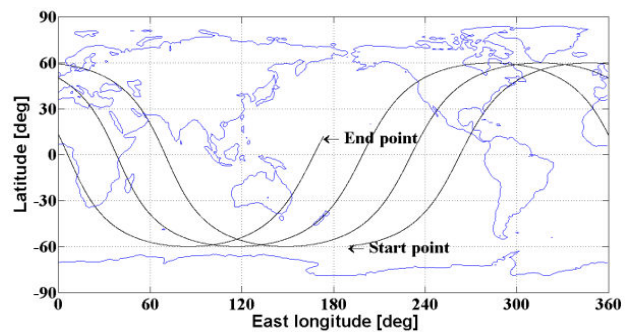 90
60
30
0
-30
-60
-90
Latitude [deg]
← End point
← Start point
0 60 120 180 240 300 360
East longitude [deg]